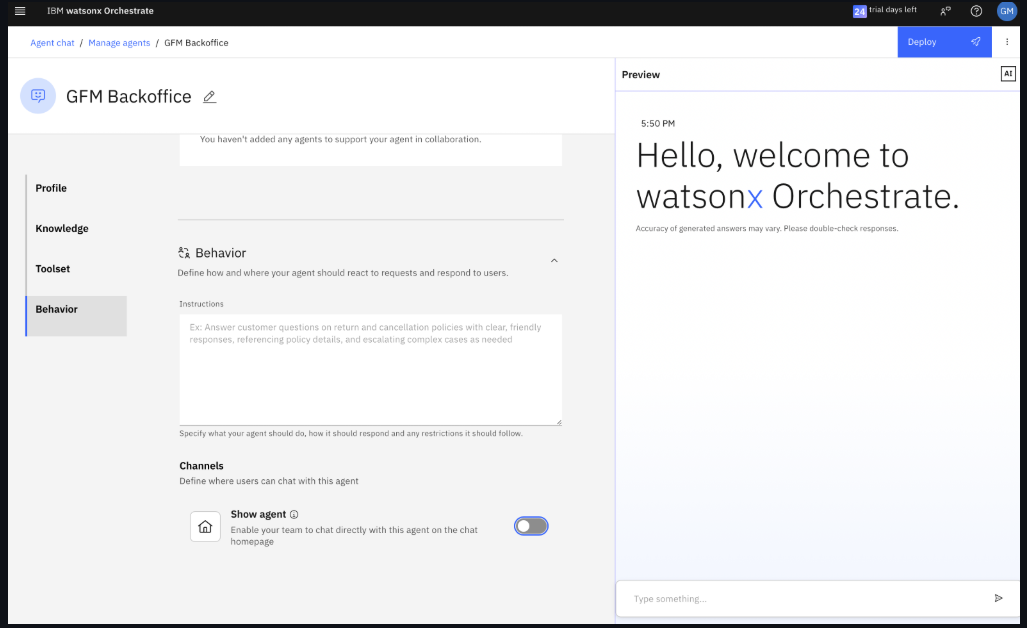 IBM watsonx Orchestrate
24 trial days left
GM
Agent chat / Manage agents / GFM Backoffice
Deploy
GFM Backoffice
You haven't added any agents to support your agent in collaboration.
Profile
Knowledge
Toolset
Behavior
Behavior
Define how and where your agent should react to requests and respond to users.
Instructions
Ex: Answer customer questions on return and cancellation policies with clear, friendly
responses, referencing policy details, and escalating complex cases as needed
Specify what your agent should do, how it should respond and any restrictions it should follow.
Channels
Define where users can chat with this agent
Show agent
Enable your team to chat directly with this agent on the chat
homepage
Preview
AI
5:50 PM
Hello, welcome to
watsonx Orchestrate.
Accuracy of generated answers may vary. Please double-check responses.
Type something...